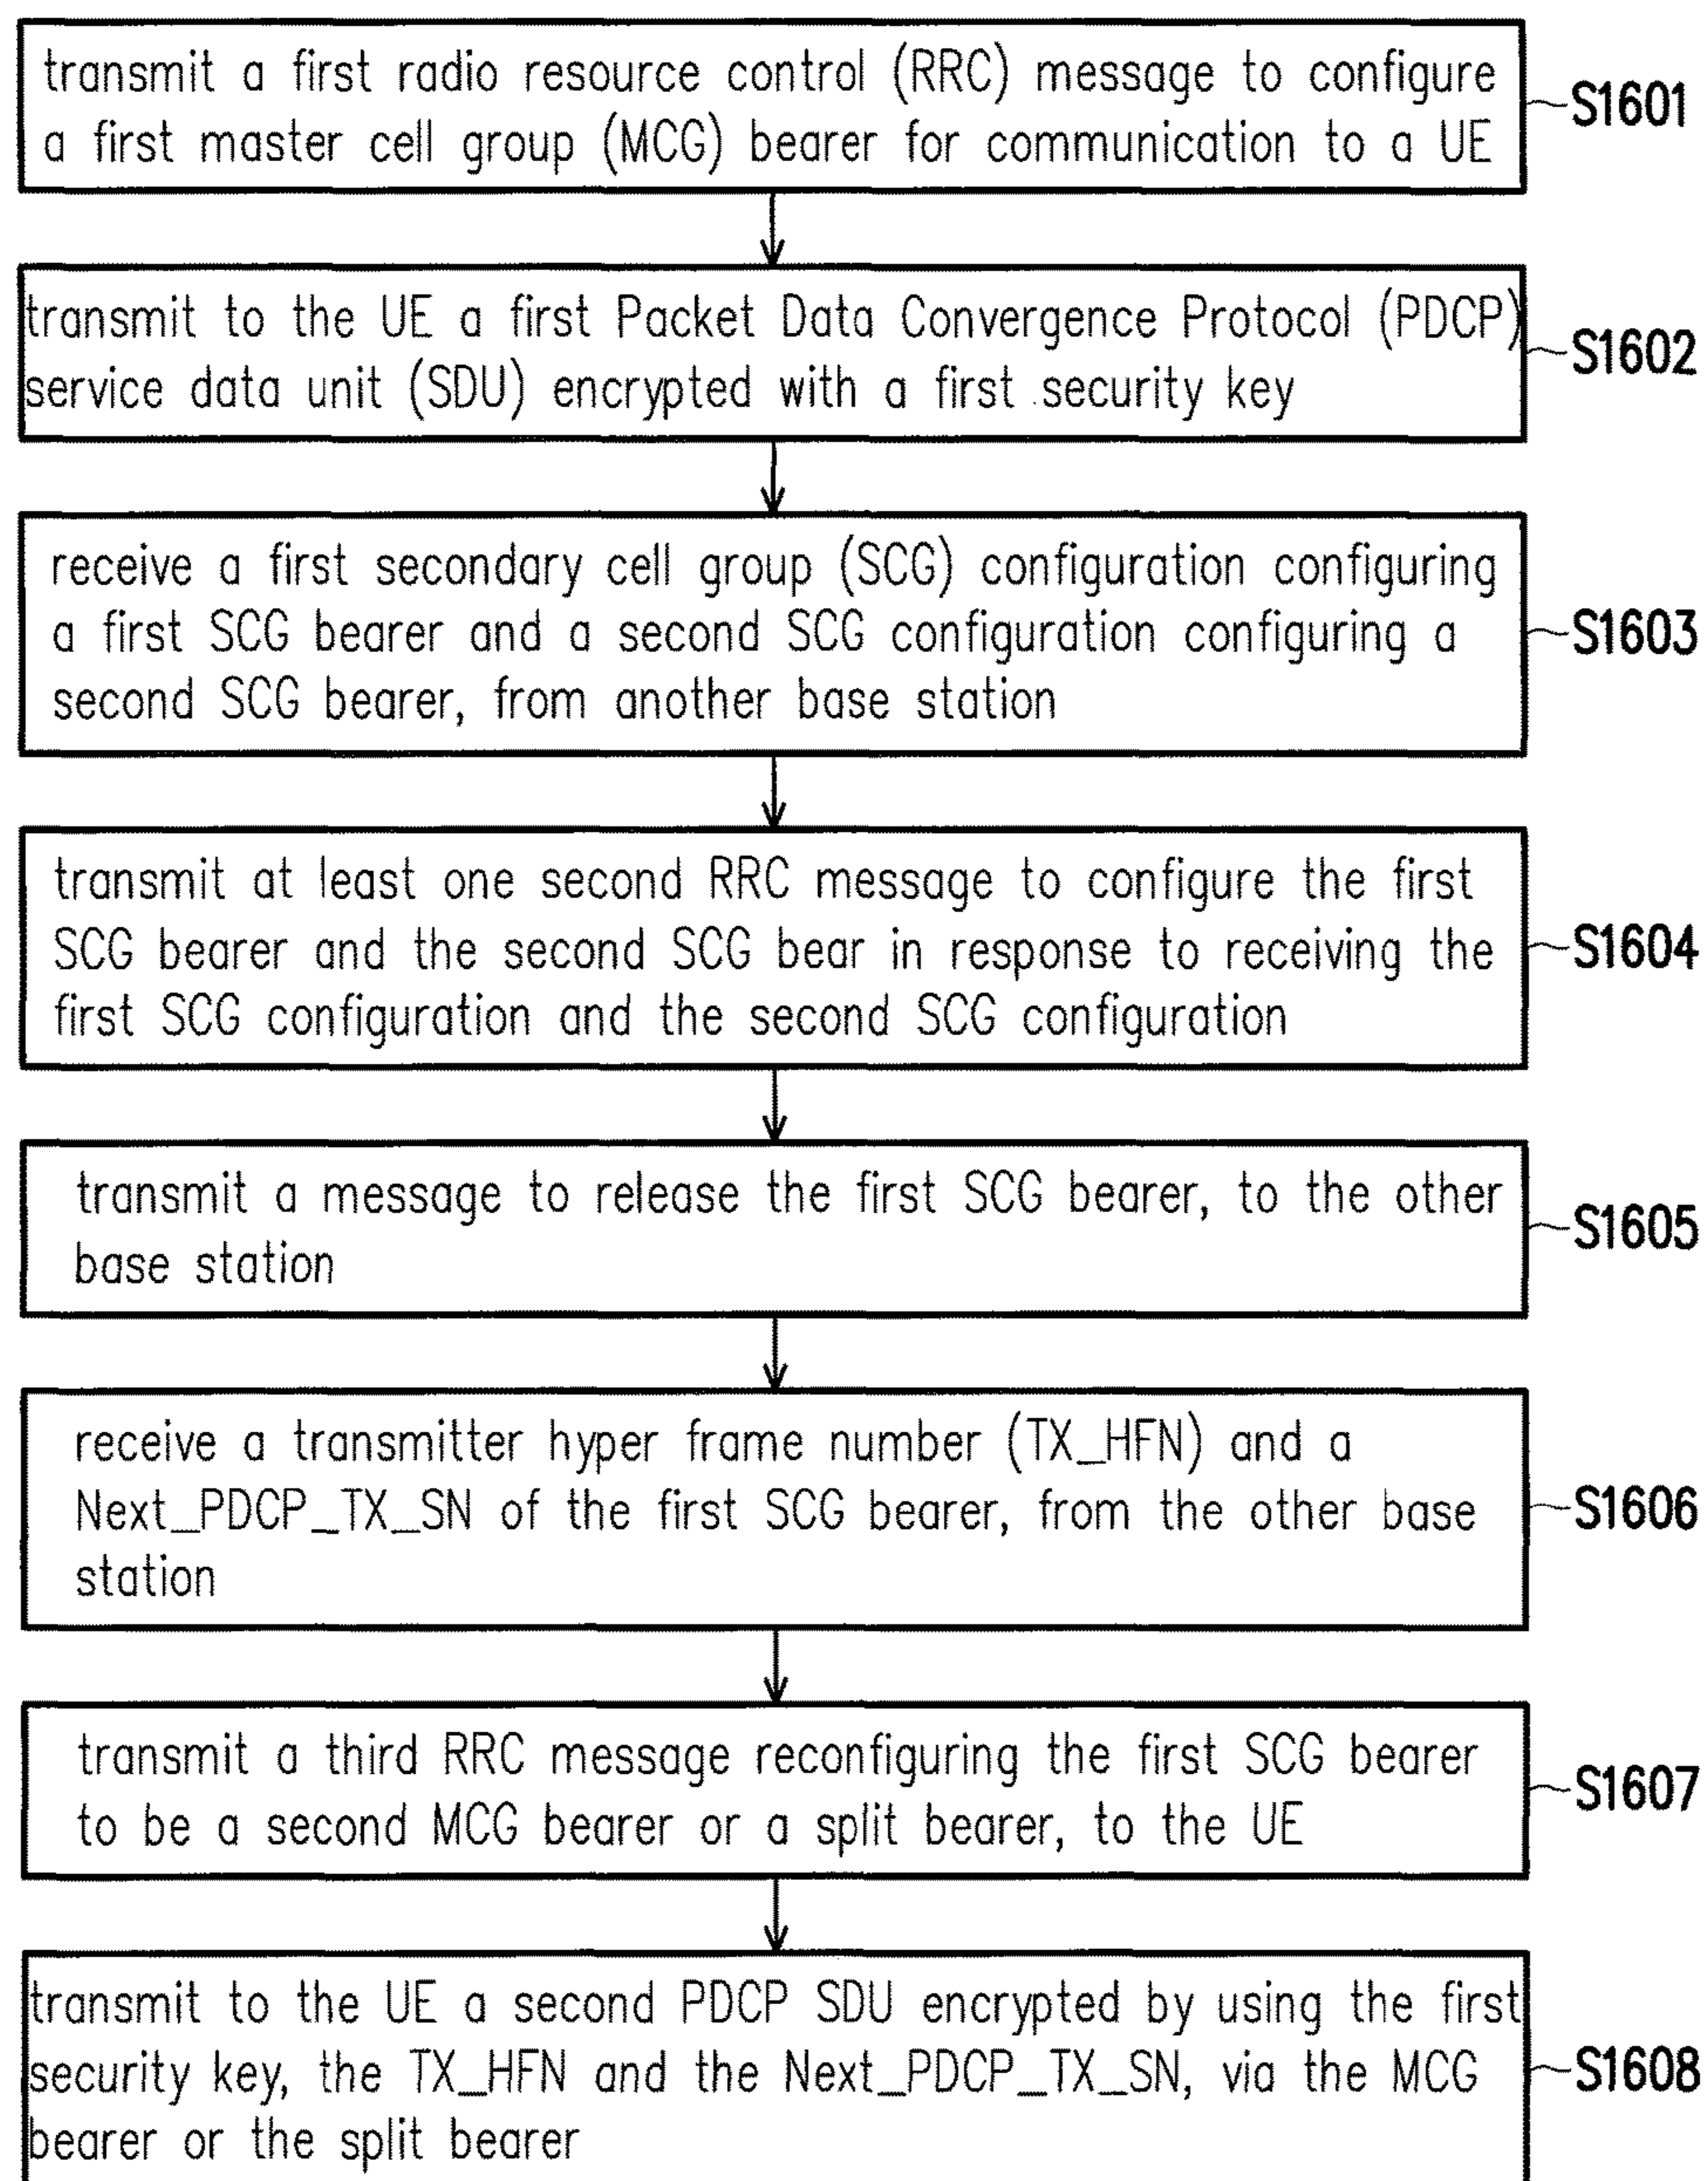 transmit a first radio resource control (RRC) message to configure
a first master cell group (MCG) bearer for communication to a UE
S1601
transmit to the UE a first Packet Data Convergence Protocol (PDCP)
service data unit (SDU) encrypted with a first security key
S1602
receive a first secondary cell group (SCG) configuration configuring
a first SCG bearer and a second SCG configuration configuring a
second SCG bearer, from another base station
S1603
transmit at least one second RRC message to configure the first
SCG bearer and the second SCG bear in response to receiving the
first SCG configuration and the second SCG configuration
S1604
transmit a message to release the first SCG bearer, to the other
base station
S1605
receive a transmitter hyper frame number (TX_HFN) and a
Next_PDCP_TX_SN of the first SCG bearer, from the other base
station
S1606
transmit a third RRC message reconfiguring the first SCG bearer
to be a second MCG bearer or a split bearer, to the UE
S1607
transmit to the UE a second PDCP SDU encrypted by using the first
security key, the TX_HFN and the Next_PDCP_TX_SN, via the MCG
bearer or the split bearer
S1608